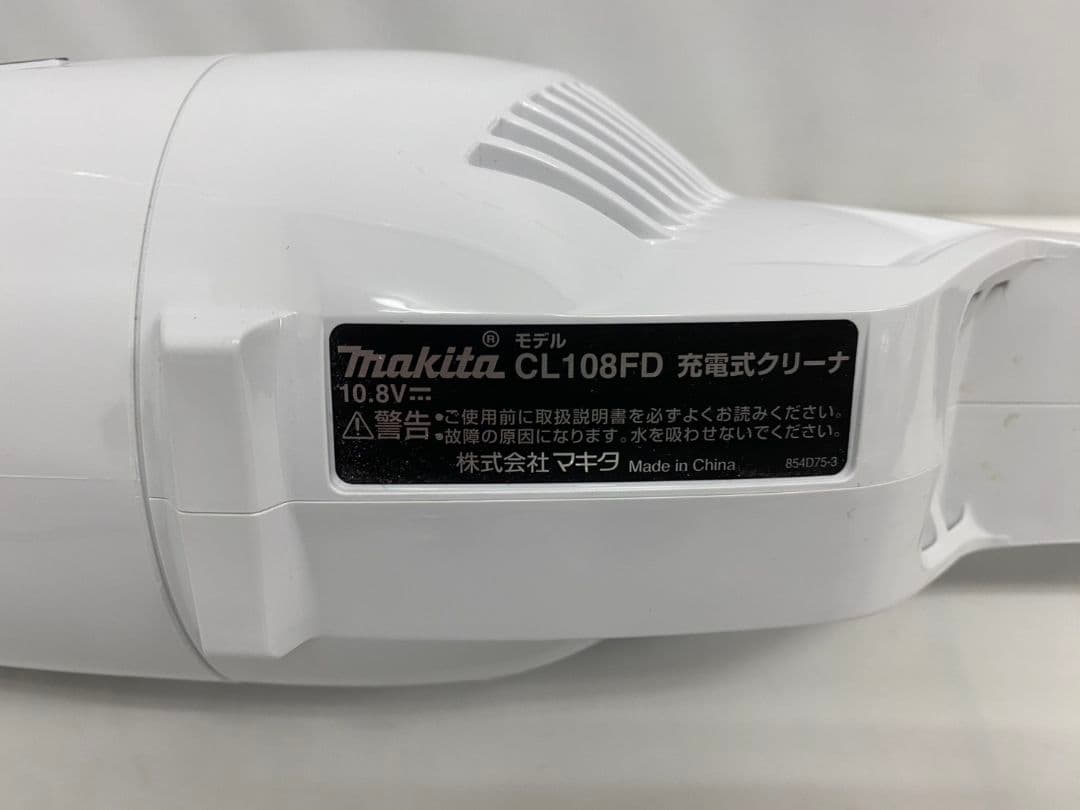 makita® モデル CL108FD 充電式クリーナ
10.8V
警告 •ご使用前に取扱説明書を必ずよくお読みください。
•故障の原因になります。水を吸わせないでください。
株式会社マキタ Made in China 854D75-3